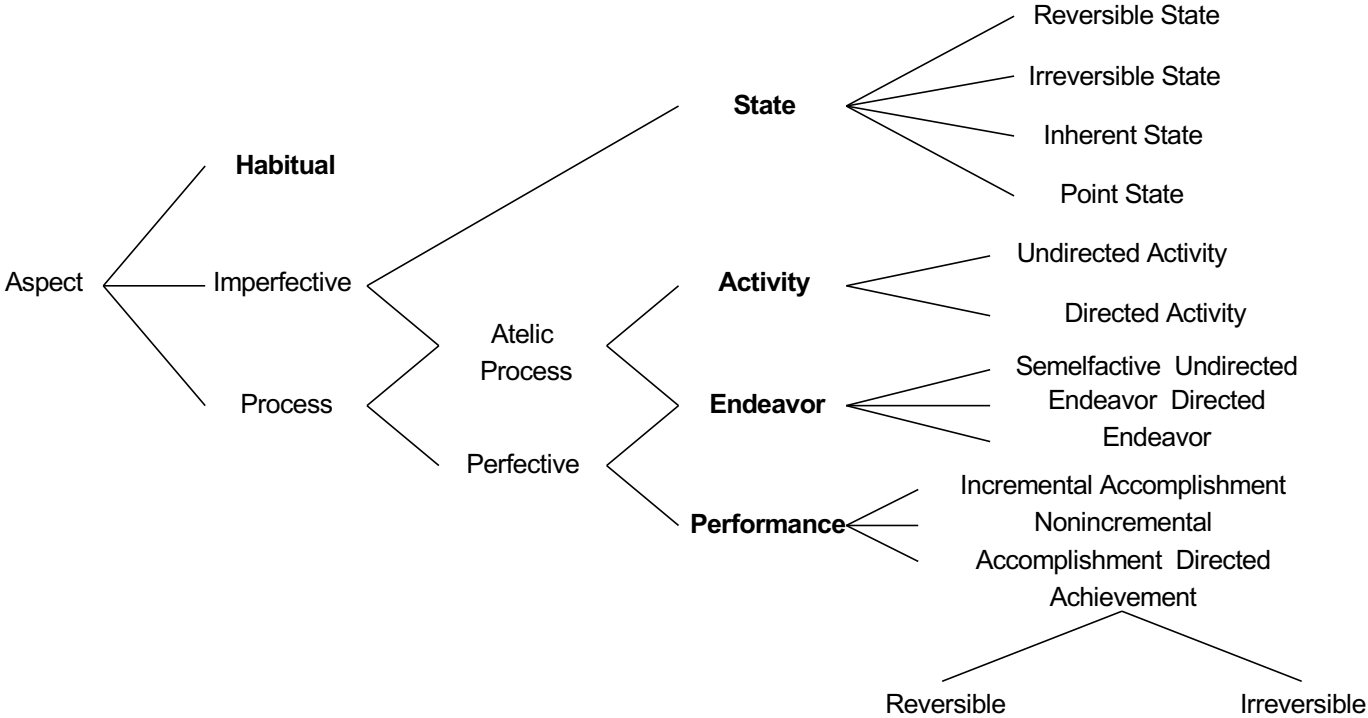 Reversible State
Irreversible State
State
Inherent State
Habitual
Point State
Undirected Activity
Aspect
Imperfective
Activity
Directed Activity
Atelic
Process
Semelfactive Undirected
Process
Endeavor
Endeavor Directed
Endeavor
Perfective
Incremental Accomplishment
Performance
Nonincremental
Accomplishment Directed
Achievement
Reversible
Irreversible